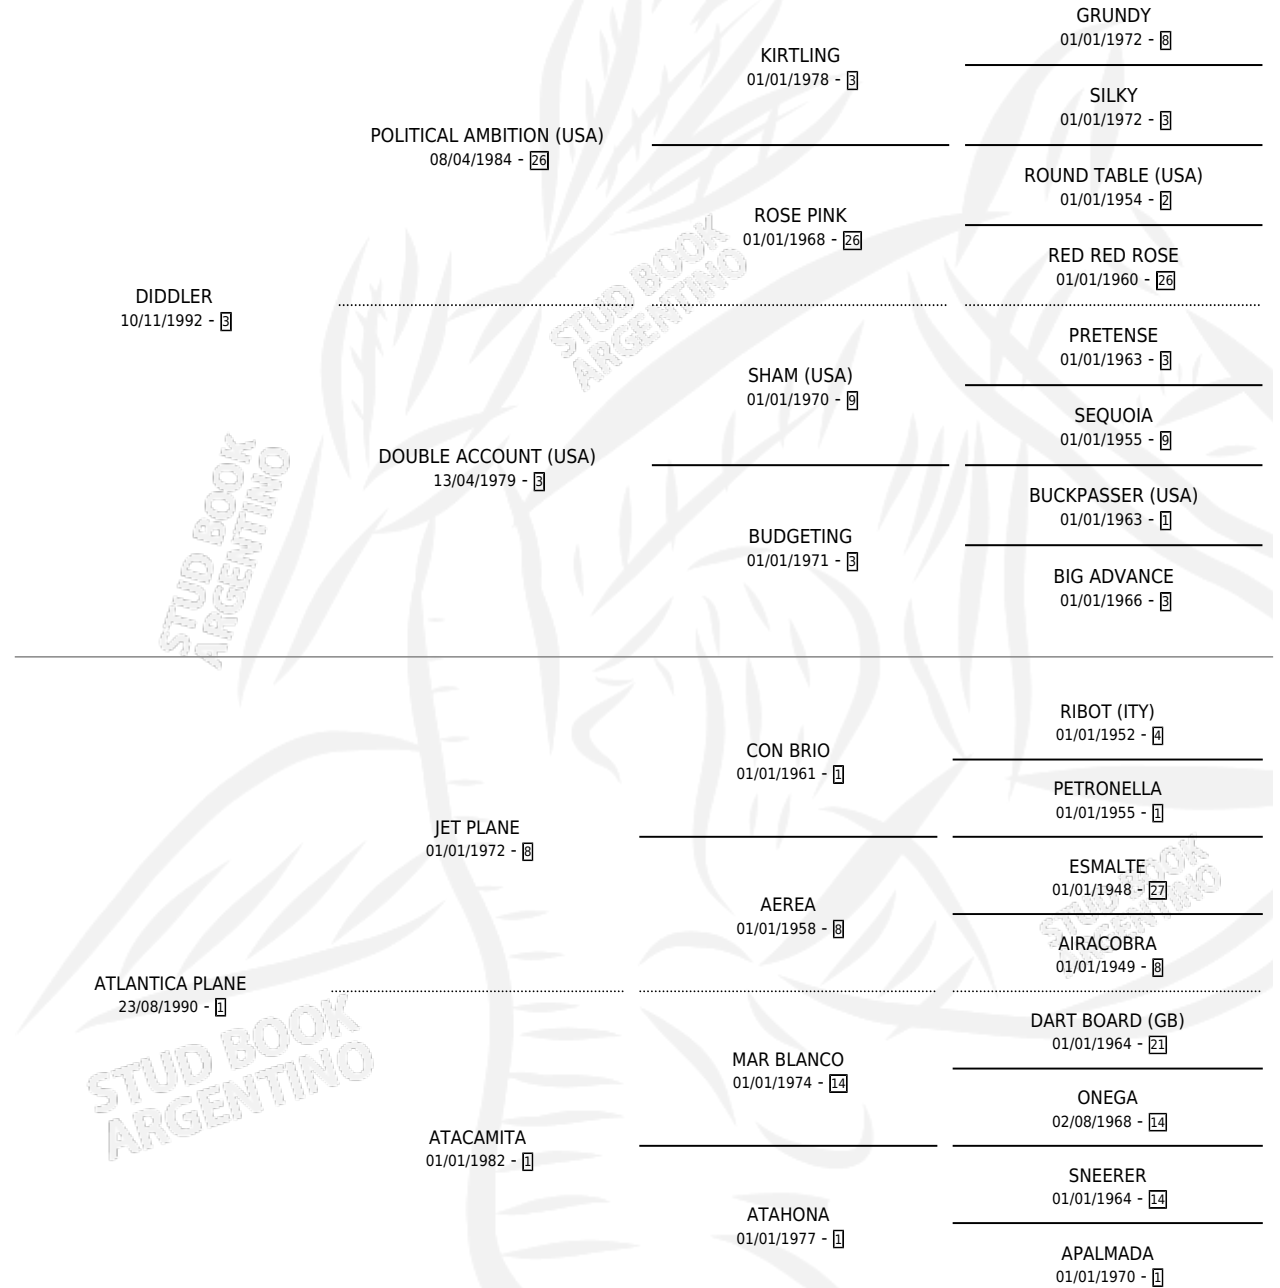 GRUNDY
01/01/1972 - 8
KIRTLING
01/01/1978 - 3
SILKY
01/01/1972 - 3
POLITICAL AMBITION (USA)
08/04/1984 - 26
ROUND TABLE (USA)
01/01/1954 - 2
ROSE PINK
01/01/1968 - 26
RED RED ROSE
01/01/1960 - 26
DIDDLER
10/11/1992 - 3
STUD BOOK
ARGENTINO
PRETENSE
01/01/1963 - 3
SHAM (USA)
01/01/1970 - 9
SEQUOIA
01/01/1955 - 9
DOUBLE ACCOUNT (USA)
13/04/1979 - 3
BUCKPASSER (USA)
01/01/1963 - 1
BUDGETING
01/01/1971 - 3
BIG ADVANCE
01/01/1966 - 3
STUD BOOK
ARGENTINO
RIBOT (ITY)
01/01/1952 - 4
CON BRIO
01/01/1961 - 1
PETRONELLA
01/01/1955 - 1
JET PLANE
01/01/1972 - 8
ESMALTE
01/01/1948 - 27
AEREA
01/01/1958 - 8
AIRACOBRA
01/01/1949 - 8
STUD BOOK
ARGENTINO
ATLANTICA PLANE
23/08/1990 - 1
DART BOARD (GB)
01/01/1964 - 21
MAR BLANCO
01/01/1974 - 14
ONEGA
02/08/1968 - 14
STUD BOOK
ARGENTINO
ATACAMITA
01/01/1982 - 1
SNEERER
01/01/1964 - 14
ATAHONA
01/01/1977 - 1
APALMADA
01/01/1970 - 1